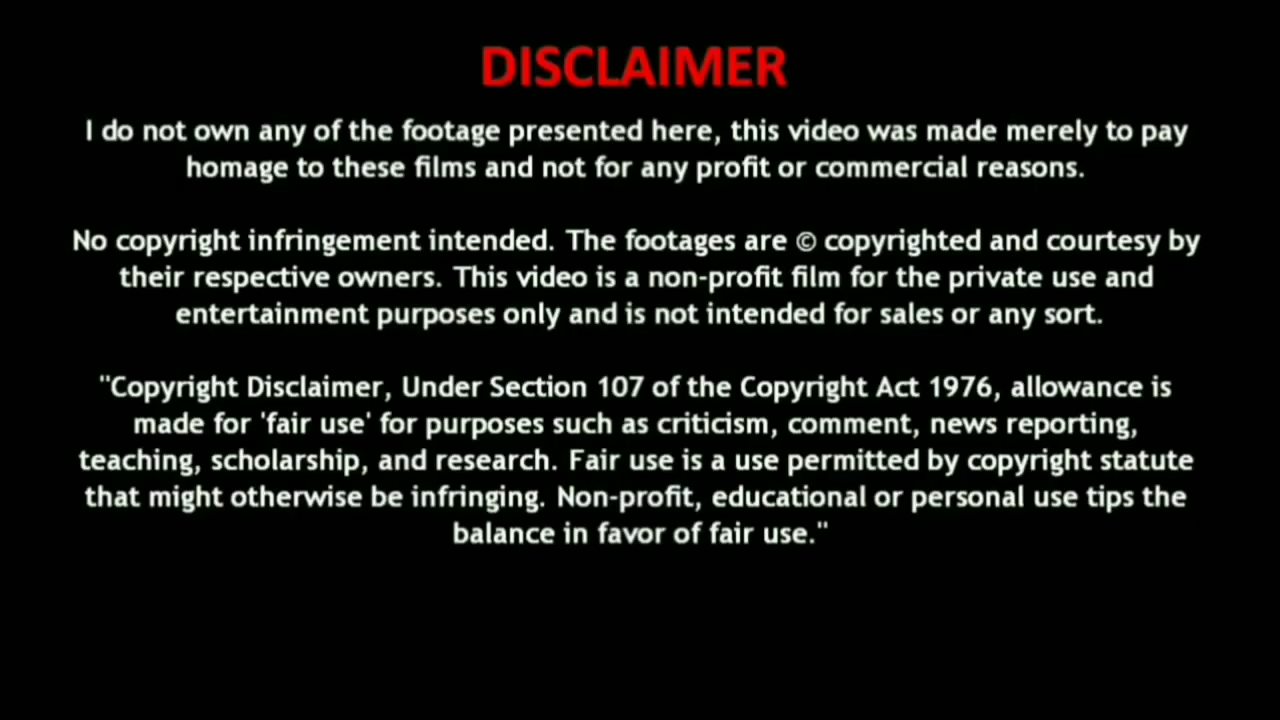 DISCLAIMER
I do not own any of the footage presented here, this video was made merely to pay
homage to these films and not for any profit or commercial reasons.
No copyright infringement intended. The footages are © copyrighted and courtesy by
their respective owners. This video is a non-profit film for the private use and
entertainment purposes only and is not intended for sales or any sort.
"Copyright Disclaimer, Under Section 107 of the Copyright Act 1976, allowance is
made for 'fair use' for purposes such as criticism, comment, news reporting,
teaching, scholarship, and research. Fair use is a use permitted by copyright statute
that might otherwise be infringing. Non-profit, educational or personal use tips the
balance in favor of fair use."